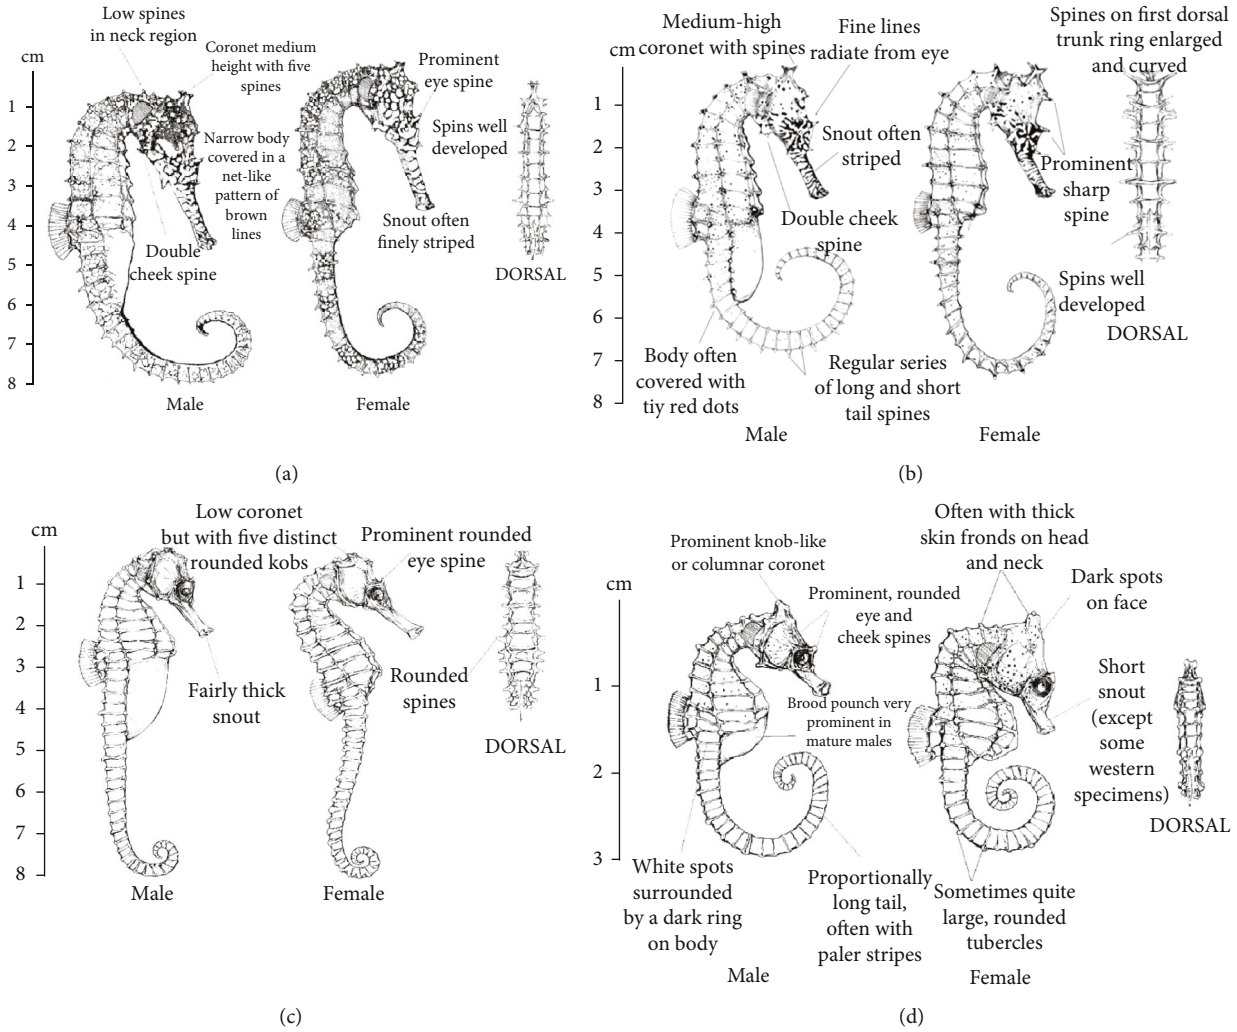 Low spines
in neck region
Coronet medium
height with five
spines
Prominent
eye spine
Spins well
developed
Narrow body
covered in a
net-like
pattern of
brown
lines
Snout often
finely striped
Double
cheek spine
DORSAL
cm
1
2
3
4
5
6
7
8
Male
Female
(a)
Medium-high
coronet with spines
Fine lines
radiate from eye
Spines on first dorsal
trunk ring enlarged
and curved
Snout often
striped
Prominent
sharp
spine
Double cheek
spine
Spins well
developed
DORSAL
Body often
covered with
tiy red dots
Regular series
of long and short
tail spines
cm
1
2
3
4
5
6
7
8
Male
Female
(b)
Low coronet
but with five distinct
rounded kobs
Prominent rounded
eye spine
Fairly thick
snout
Rounded
spines
DORSAL
cm
1
2
3
4
5
6
7
8
Male
Female
(c)
Prominent knob-like
or columnar coronet
Often with thick
skin fronds on head
and neck
Dark spots
on face
Prominent, rounded
eye and
cheek spines
Short
snout
(except
some
western
specimens)
Brood pounch very
prominent in
mature males
DORSAL
White spots
surrounded
by a dark ring
on body
Proportionally
long tail,
often with
paler stripes
Sometimes quite
large, rounded
tubercles
cm
1
2
3
Male
Female
(d)